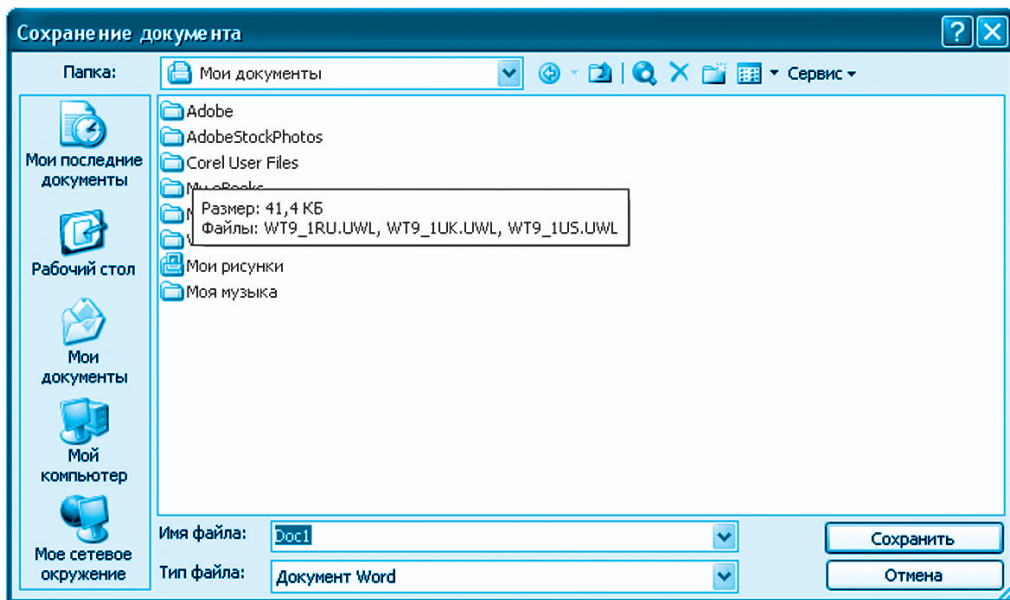 Сохранение документа
Папка:
Мои документы
Сервис
Мои последние
документы
Рабочий стол
Мои
документы
Мой
компьютер
Мое сетевое
окружение
Adobe
AdobeStockPhotos
Corel User Files
My eBooks
Размер: 41,4 КБ
Файлы: WT9_1RU.UWL, WT9_1UK.UWL, WT9_1US.UWL
Мои рисунки
Моя музыка
Имя файла:
Doc1
Сохранить
Тип файла:
Документ Word
Отмена